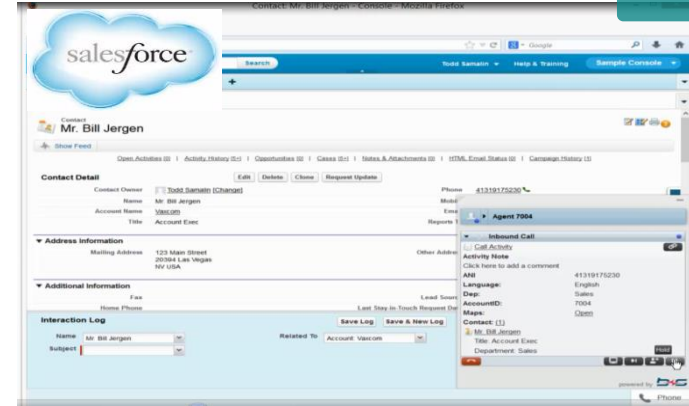 Contact: Mr. Bill Jergen - Console - Mozilla Firefox
salesforce
Google
Search
Todd Samalin
Help & Training
Sample Console
+
Contact
Mr. Bill Jergen
Show Feed
Open Activities [0] | Activity History [5+] | Opportunities [0] | Cases [5+] | Notes & Attachments [0] | HTML Email Status [0] | Campaign History [1]
Contact Detail
Edit
Delete
Clone
Request Update
Contact Owner
Todd Samalin [Change]
Phone
41319175230
Name
Mr. Bill Jergen
Account Name
Vaxcom
Title
Account Exec
Agent 7004
Inbound Call
Call Activity
Activity Note
Click here to add a comment
ANI
41319175230
Language:
English
Dep:
Sales
AccountID:
7004
Maps:
Open
Contact: (1)
Mr. Bill Jergen
Title: Account Exec
Department: Sales
Hold
powered by
Address Information
Mailing Address
123 Main Street
20394 Las Vegas
NV USA
Additional Information
Fax
Home Phone
Interaction Log
Save Log
Save & New Log
Name
Mr. Bill Jergen
Related To
Account: Vaxcom
Subject
Phone